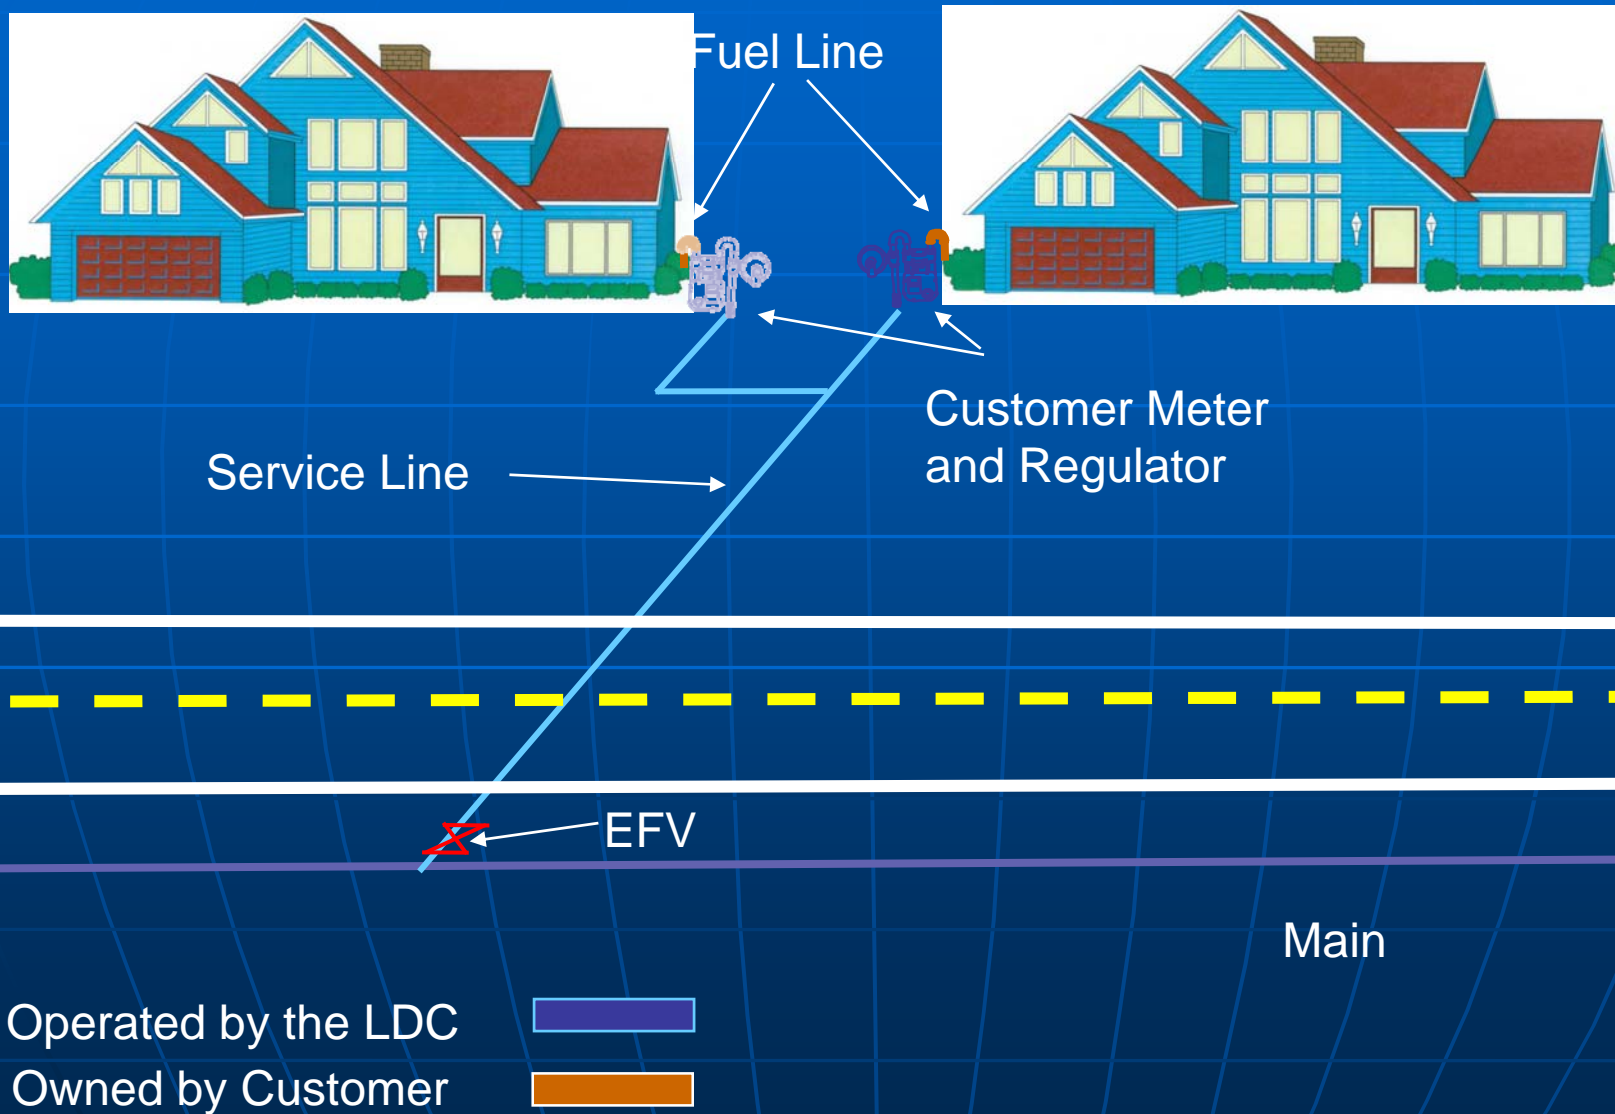 Fuel Line
Customer Meter
and Regulator
Service Line
EFV
Main
Operated by the LDC
Owned by Customer